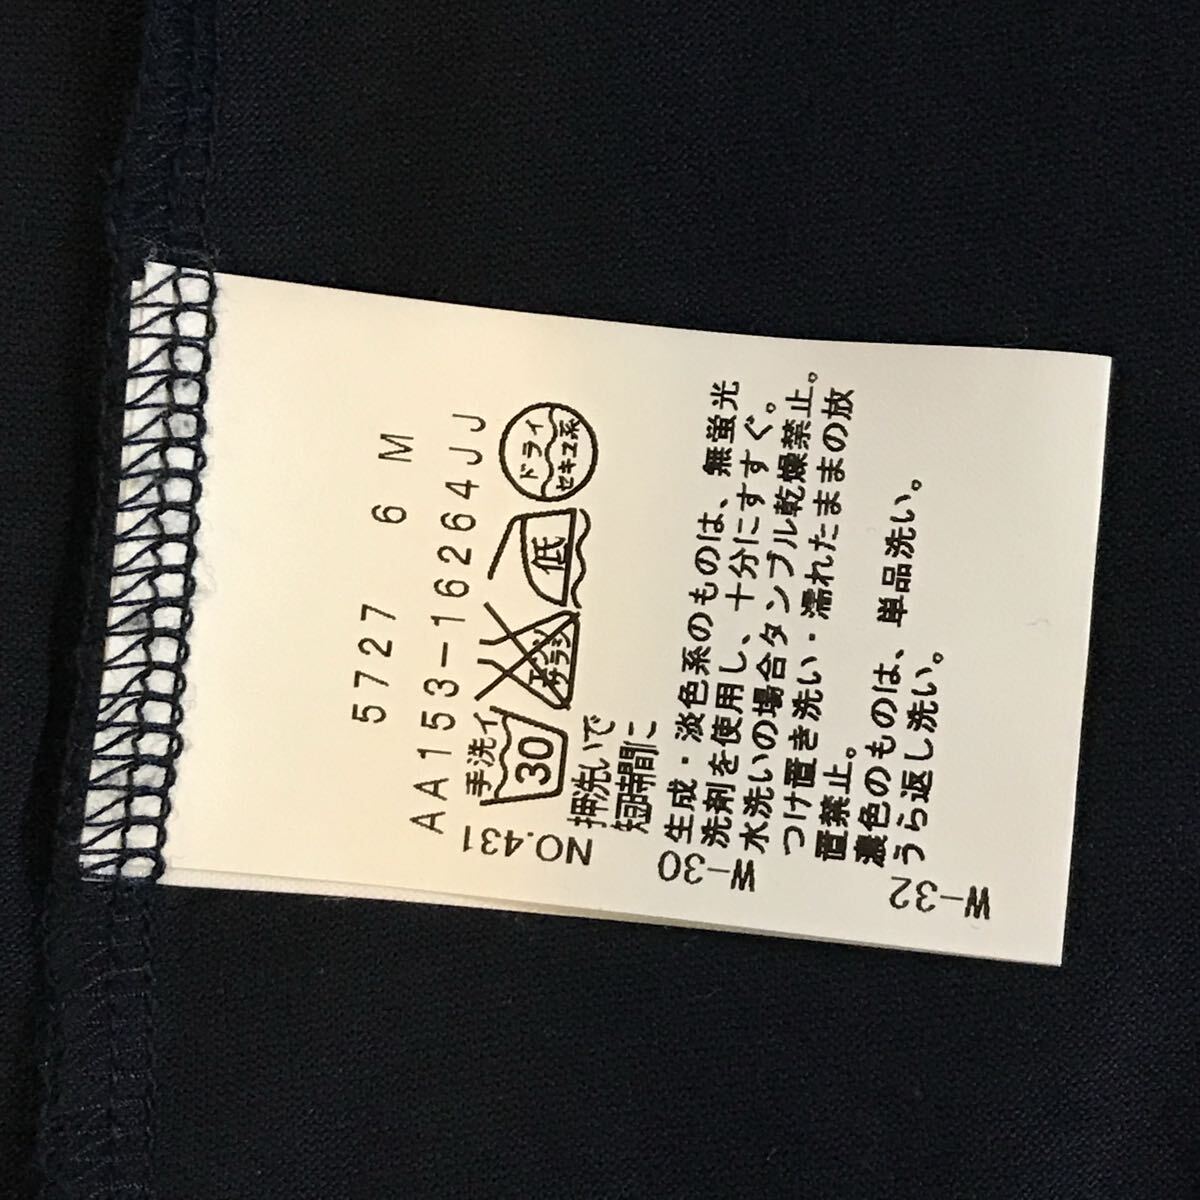 5727 6 M
AA153-16264JJ
手洗イ
30
エンソ
サラシ
低
ドライ
セキユ系
NO.431
押洗いで
短時間に
M-30
生成・淡色系のものは、無蛍光
洗剤を使用し、十分にすすぐ。
水洗いの場合タンブル乾燥禁止。
つけ置き洗い・濡れたままの放
置禁止。
濃色のものは、単品洗い。
うら返し洗い。
M-32